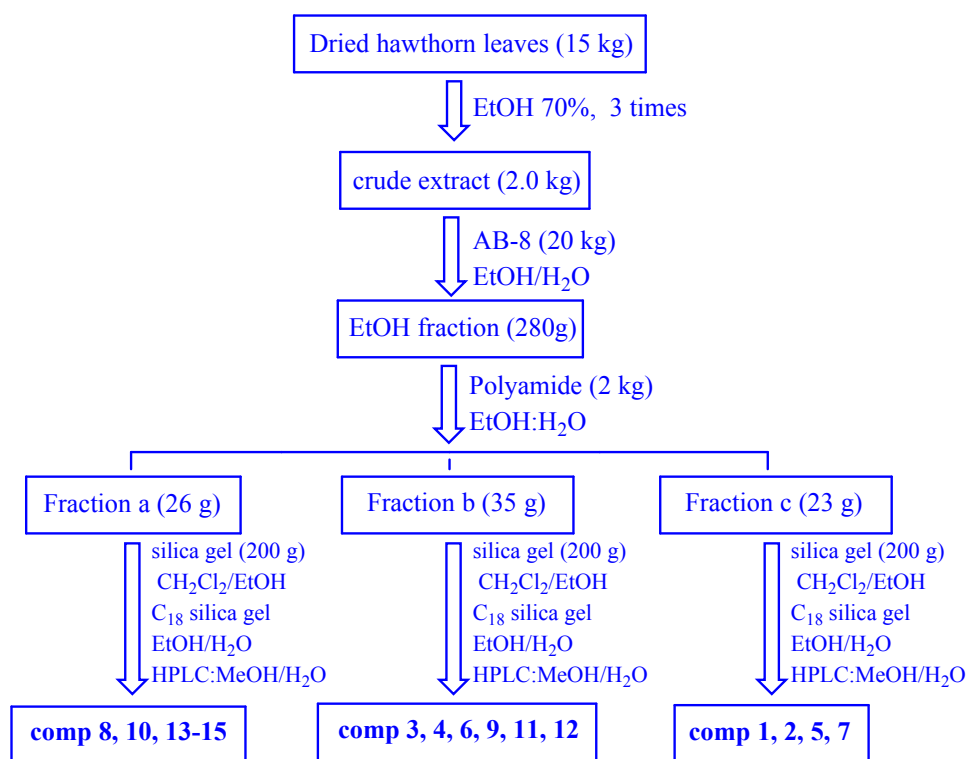 Dried hawthorn leaves (15 kg)
EtOH 70%, 3 times
crude extract (2.0 kg)
AB-8 (20 kg)
EtOH/H₂O
EtOH fraction (280g)
Polyamide (2 kg)
EtOH:H₂O
Fraction a (26 g)
silica gel (200 g)
CH₂Cl₂/EtOH
C₁₈ silica gel
EtOH/H₂O
HPLC:MeOH/H₂O
comp 8, 10, 13-15
Fraction b (35 g)
silica gel (200 g)
CH₂Cl₂/EtOH
C₁₈ silica gel
EtOH/H₂O
HPLC:MeOH/H₂O
comp 3, 4, 6, 9, 11, 12
Fraction c (23 g)
silica gel (200 g)
CH₂Cl₂/EtOH
C₁₈ silica gel
EtOH/H₂O
HPLC:MeOH/H₂O
comp 1, 2, 5, 7